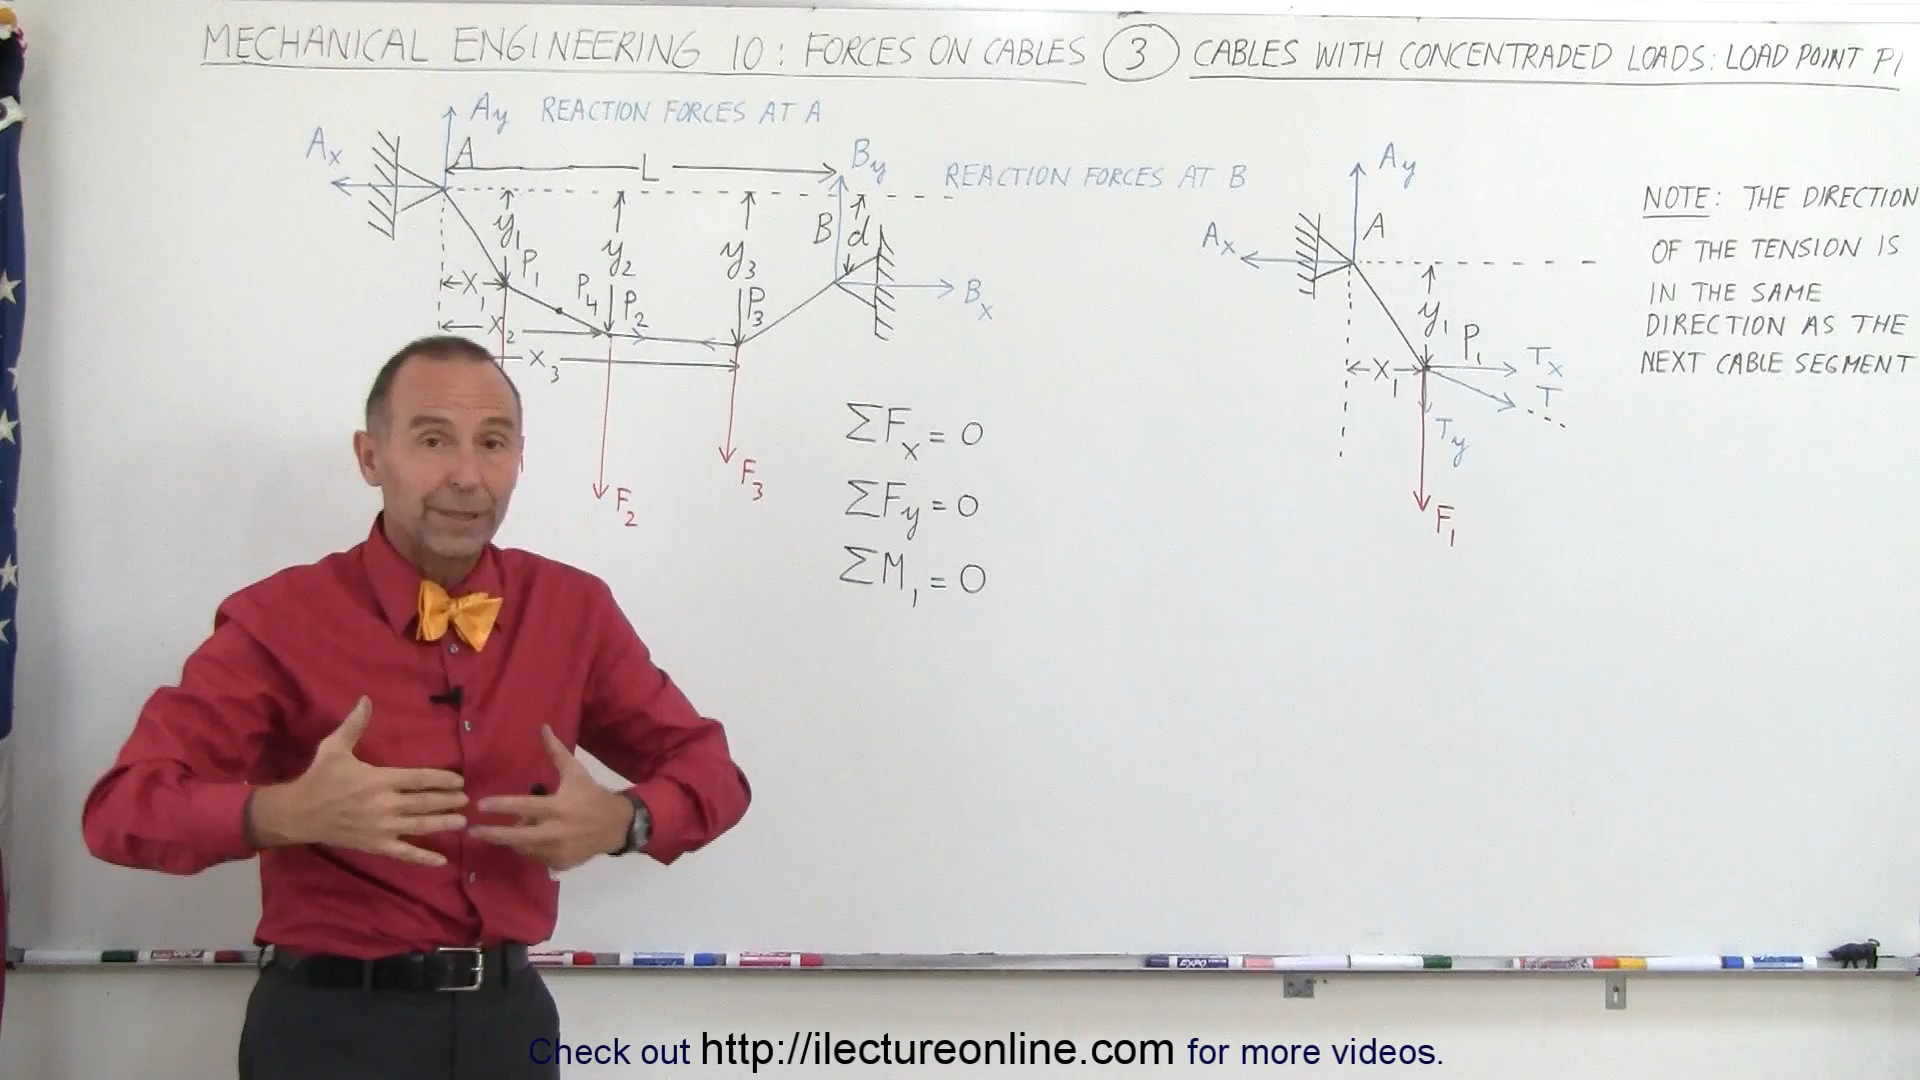 MECHANICAL ENGINEERING 10: FORCES ON CABLES 3 CABLES WITH CONCENTRADED LOADS: LOAD POINT P1
Ay REACTION FORCES AT A
Ax A L By REACTION FORCES AT B
y1 y2 y3 B d
X1 P1 P4 P2 P3 Bx
X2
X3
F2 F3
ΣFx = 0
ΣFy = 0
ΣM1 = 0
Ay
Ax A
y1 P1 Tx
X1 T
Ty
F1
NOTE: THE DIRECTION
OF THE TENSION IS
IN THE SAME
DIRECTION AS THE
NEXT CABLE SEGMENT
EXPO
Check out http://ilectureonline.com for more videos.